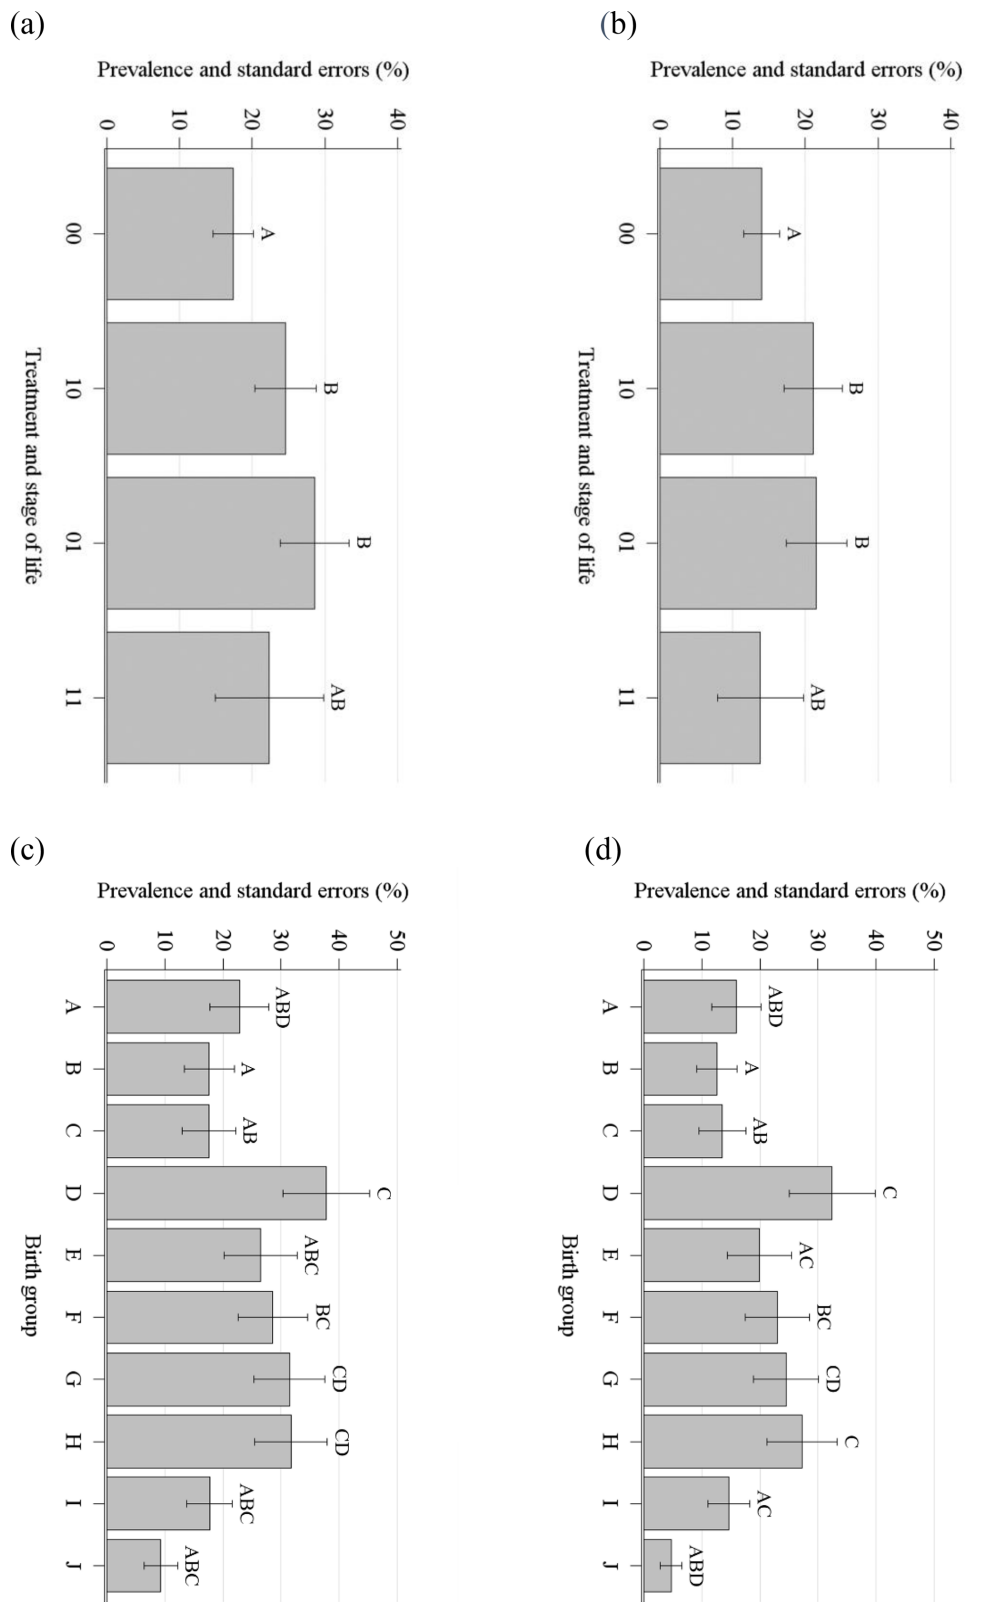 (a)
Prevalence and standard errors (%)
0 10 20 30 40
A
B
B
AB
00 10 01 11
Treatment and stage of life
(b)
Prevalence and standard errors (%)
0 10 20 30 40
A
B
B
AB
00 10 01 11
Treatment and stage of life
(c)
Prevalence and standard errors (%)
0 10 20 30 40 50
ABD
A
AB
C
ABC
BC
CD
CD
ABC
ABC
A B C D E F G H I J
Birth group
(d)
Prevalence and standard errors (%)
0 10 20 30 40 50
ABD
A
AB
C
AC
BC
CD
C
AC
ABD
A B C D E F G H I J
Birth group